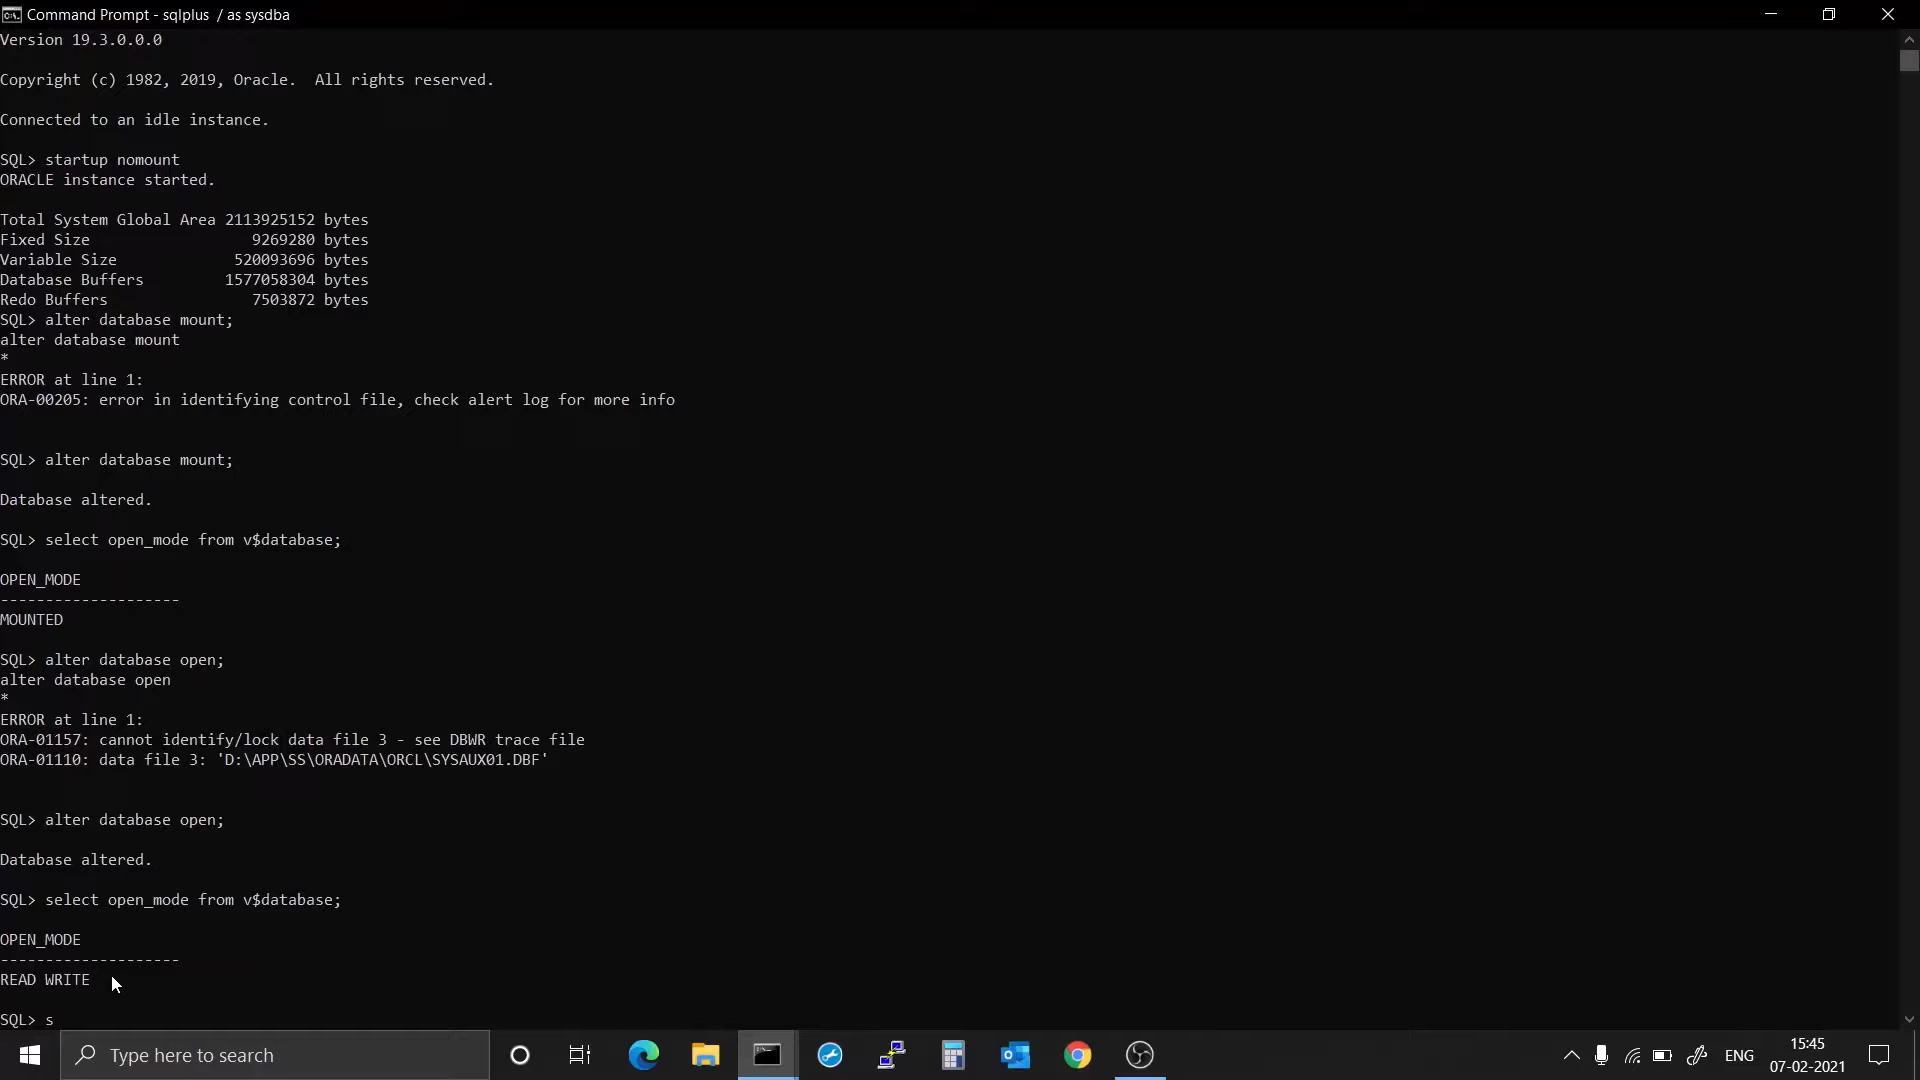 Command Prompt - sqlplus  / as sysdba
Version 19.3.0.0.0
Copyright (c) 1982, 2019, Oracle.  All rights reserved.
Connected to an idle instance.
SQL> startup nomount
ORACLE instance started.
Total System Global Area 2113925152 bytes
Fixed Size                  9269280 bytes
Variable Size             520093696 bytes
Database Buffers         1577058304 bytes
Redo Buffers                7503872 bytes
SQL> alter database mount;
alter database mount
*
ERROR at line 1:
ORA-00205: error in identifying control file, check alert log for more info
SQL> alter database mount;
Database altered.
SQL> select open_mode from v$database;
OPEN_MODE
--------------------
MOUNTED
SQL> alter database open;
alter database open
*
ERROR at line 1:
ORA-01157: cannot identify/lock data file 3 - see DBWR trace file
ORA-01110: data file 3: 'D:\APP\SS\ORADATA\ORCL\SYSAUX01.DBF'
SQL> alter database open;
Database altered.
SQL> select open_mode from v$database;
OPEN_MODE
--------------------
READ WRITE
SQL> s
Type here to search
ENG
15:45
07-02-2021